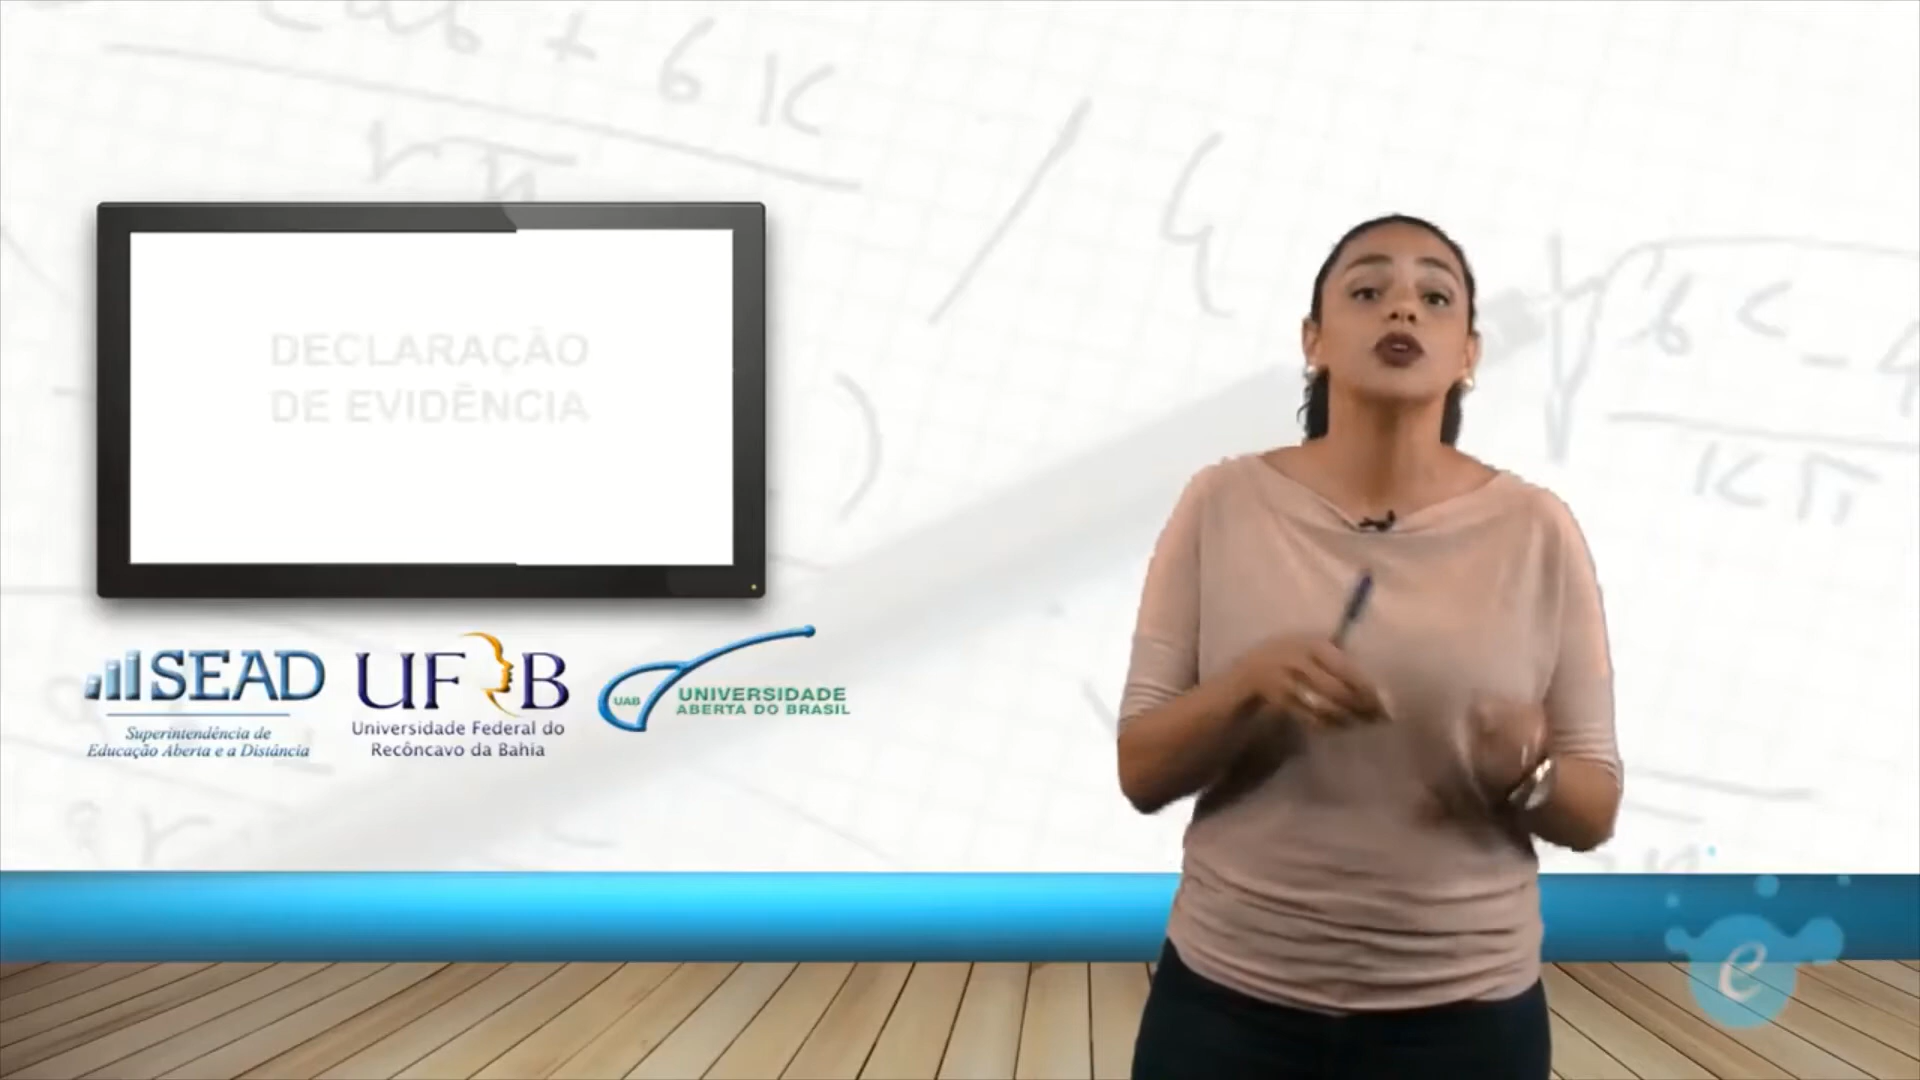 DECLARAÇÃO
DE EVIDÊNCIA
SEAD
Superintendência de
Educação Aberta e a Distância
UFRB
Universidade Federal do
Recôncavo da Bahia
UAB
UNIVERSIDADE
ABERTA DO BRASIL
e